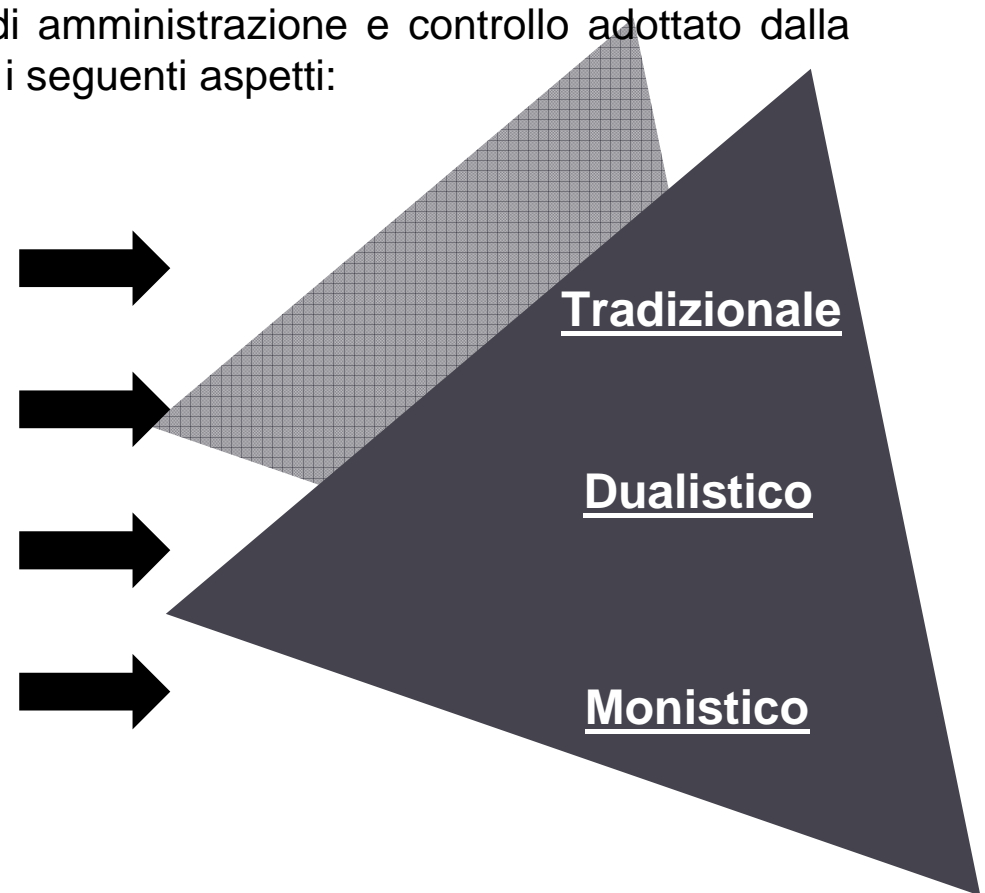 di amministrazione e controllo adottato dalla
i seguenti aspetti:
Tradizionale
Dualistico
Monistico